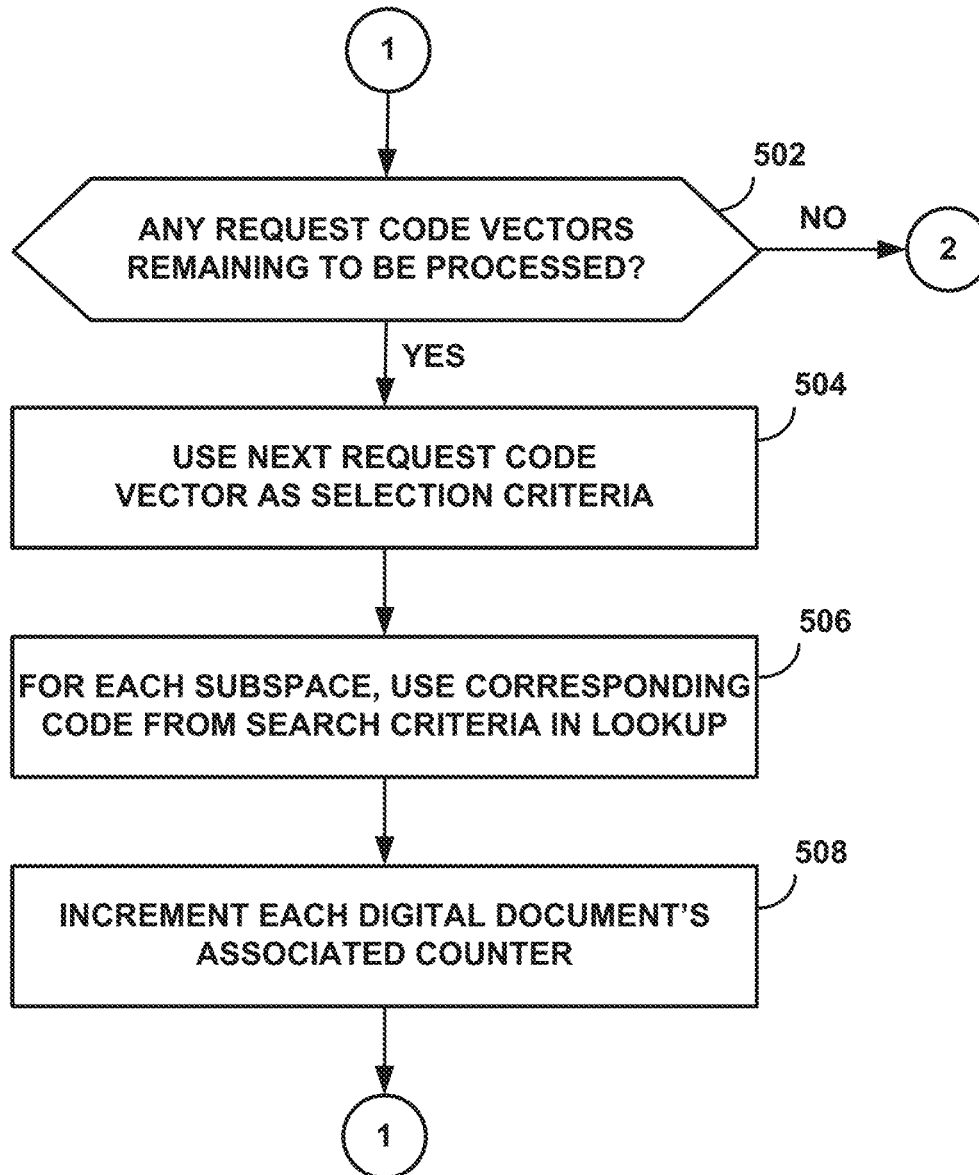 1
502
ANY REQUEST CODE VECTORS
REMAINING TO BE PROCESSED?
NO
2
YES
504
USE NEXT REQUEST CODE
VECTOR AS SELECTION CRITERIA
506
FOR EACH SUBSPACE, USE CORRESPONDING
CODE FROM SEARCH CRITERIA IN LOOKUP
508
INCREMENT EACH DIGITAL DOCUMENT'S
ASSOCIATED COUNTER
1